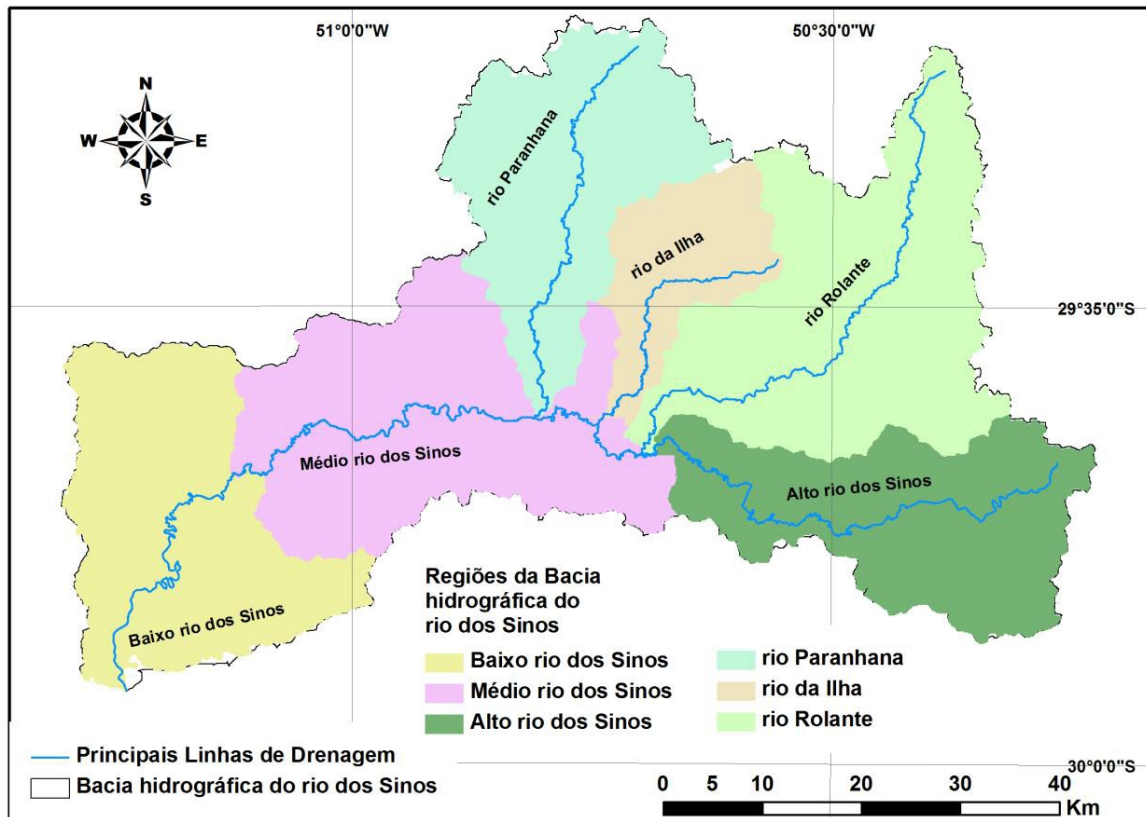 51°0'0"W
50°30'0"W
N
W
E
S
rio Paranhana
rio da Ilha
rio Rolante
29°35'0"S
Médio rio dos Sinos
Alto rio dos Sinos
Baixo rio dos Sinos
Regiões da Bacia
hidrográfica do
rio dos Sinos
Baixo rio dos Sinos
Médio rio dos Sinos
Alto rio dos Sinos
rio Paranhana
rio da Ilha
rio Rolante
Principais Linhas de Drenagem
Bacia hidrográfica do rio dos Sinos
30°0'0"S
0 5 10 20 30 40
Km